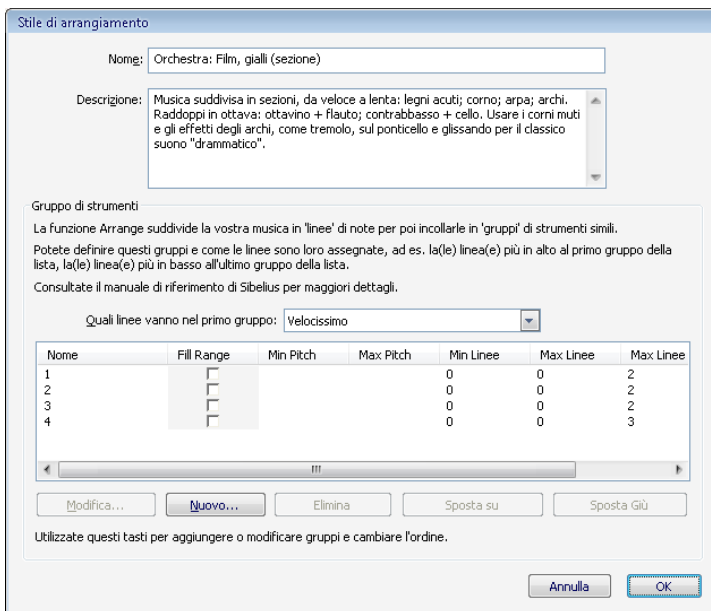 Stile di arrangiamento
Nome: Orchestra: Film, gialli (sezione)
Descrizione: Musica suddivisa in sezioni, da veloce a lenta: legni acuti; corno; arpa; archi.
Raddoppi in ottava: ottavino + flauto; contrabbasso + cello. Usare i corni muti
e gli effetti degli archi, come tremolo, sul ponticello e glissando per il classico
suono "drammatico".
Gruppo di strumenti
La funzione Arrange suddivide la vostra musica in 'linee' di note per poi incollarle in 'gruppi' di strumenti simili.
Potete definire questi gruppi e come le linee sono loro assegnate, ad es. la(le) linea(e) più in alto al primo gruppo della
lista, la(le) linea(e) più in basso all'ultimo gruppo della lista.
Consultate il manuale di riferimento di Sibelius per maggiori dettagli.
Quali linee vanno nel primo gruppo: Velocissimo
Nome Fill Range Min Pitch Max Pitch Min Linee Max Linee Max Linee
1 0 0 2
2 0 0 2
3 0 0 2
4 0 0 3
Modifica... Nuovo... Elimina Sposta su Sposta Giù
Utilizzate questi tasti per aggiungere o modificare gruppi e cambiare l'ordine.
Annulla OK